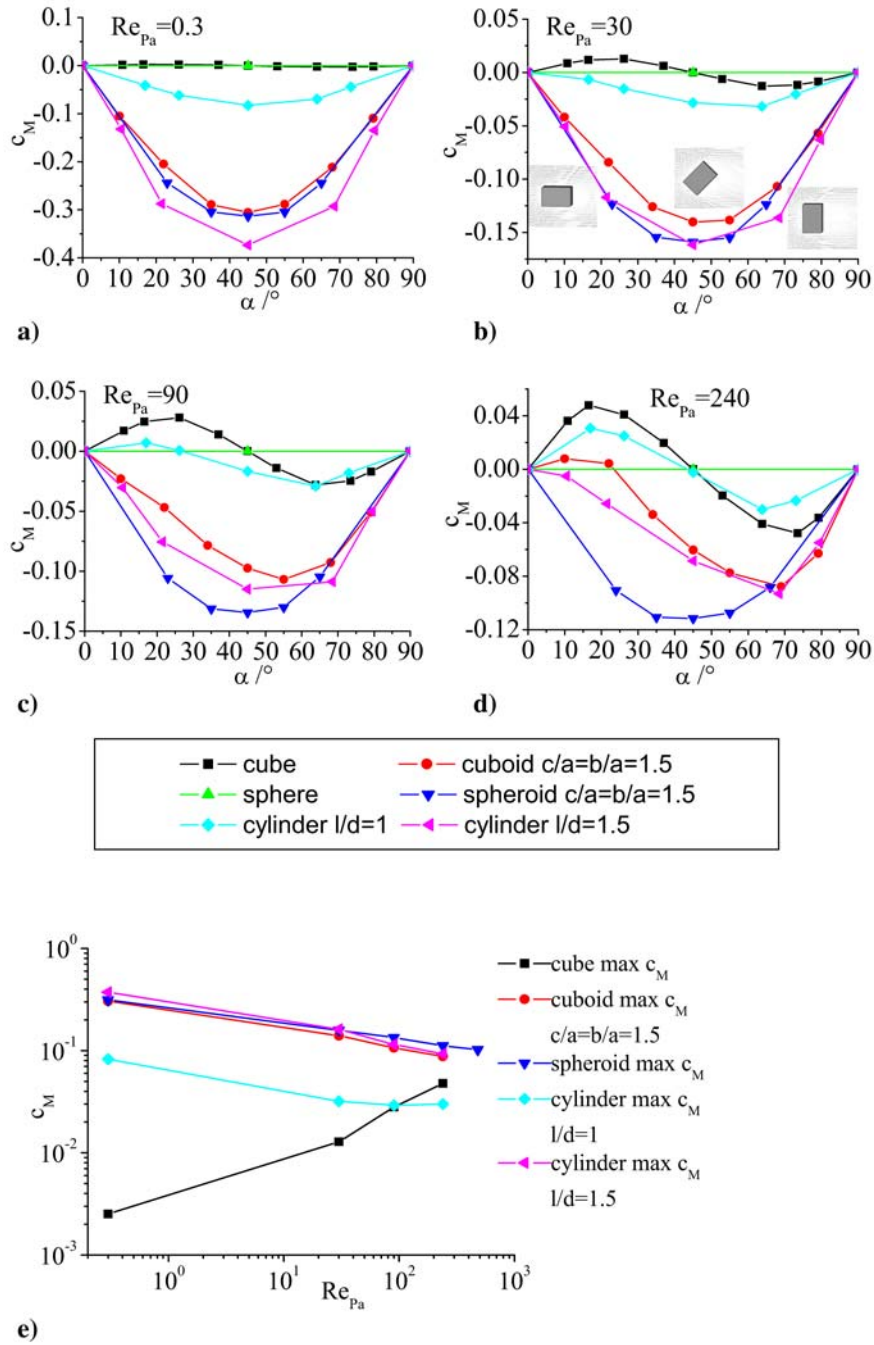 Re_Pa=0.3
0.1
0.0
-0.1
-0.2
-0.3
-0.4
c_M
0 10 20 30 40 50 60 70 80 90
α /°
a)
Re_Pa=30
0.05
0.00
-0.05
-0.10
-0.15
c_M
0 10 20 30 40 50 60 70 80 90
α /°
b)
Re_Pa=90
0.05
0.00
-0.05
-0.10
-0.15
c_M
0 10 20 30 40 50 60 70 80 90
α /°
c)
Re_Pa=240
0.04
0.00
-0.04
-0.08
-0.12
c_M
0 10 20 30 40 50 60 70 80 90
α /°
d)
cube
cuboid c/a=b/a=1.5
sphere
spheroid c/a=b/a=1.5
cylinder l/d=1
cylinder l/d=1.5
10^0
10^-1
10^-2
10^-3
c_M
10^0 10^1 10^2 10^3
Re_Pa
cube max c_M
cuboid max c_M
c/a=b/a=1.5
spheroid max c_M
cylinder max c_M
l/d=1
cylinder max c_M
l/d=1.5
e)